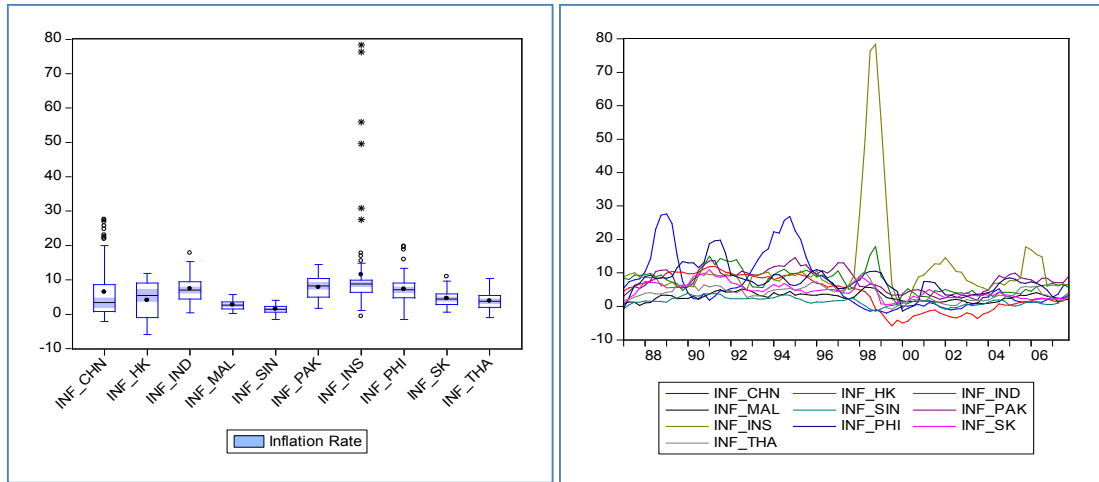 80
70
60
50
40
30
20
10
0
-10
INF_CHN
INF_HK
INF_IND
INF_MAL
INF_SIN
INF_PAK
INF_INS
INF_PHI
INF_SK
INF_THA
Inflation Rate
80
70
60
50
40
30
20
10
0
-10
88 90 92 94 96 98 00 02 04 06
INF_CHN INF_HK INF_IND
INF_MAL INF_SIN INF_PAK
INF_INS INF_PHI INF_SK
INF_THA